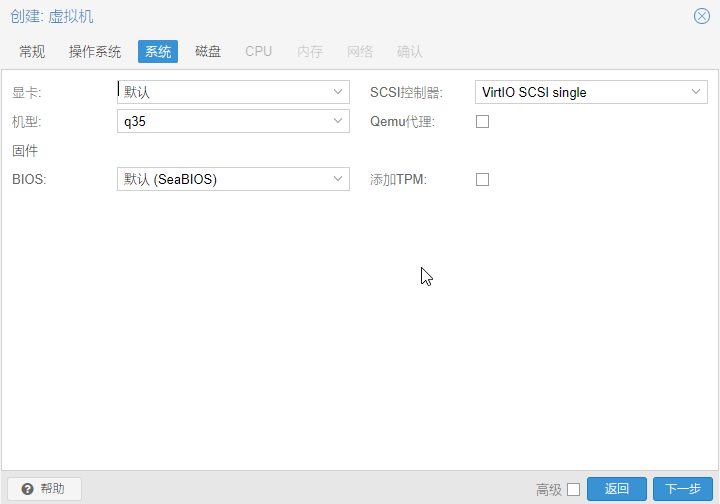 创建: 虚拟机
常规 操作系统 系统 磁盘 CPU 内存 网络 确认
显卡: 默认 SCSI控制器: VirtIO SCSI single
机型: q35 Qemu代理:
固件
BIOS: 默认 (SeaBIOS) 添加TPM:
帮助 高级 返回 下一步